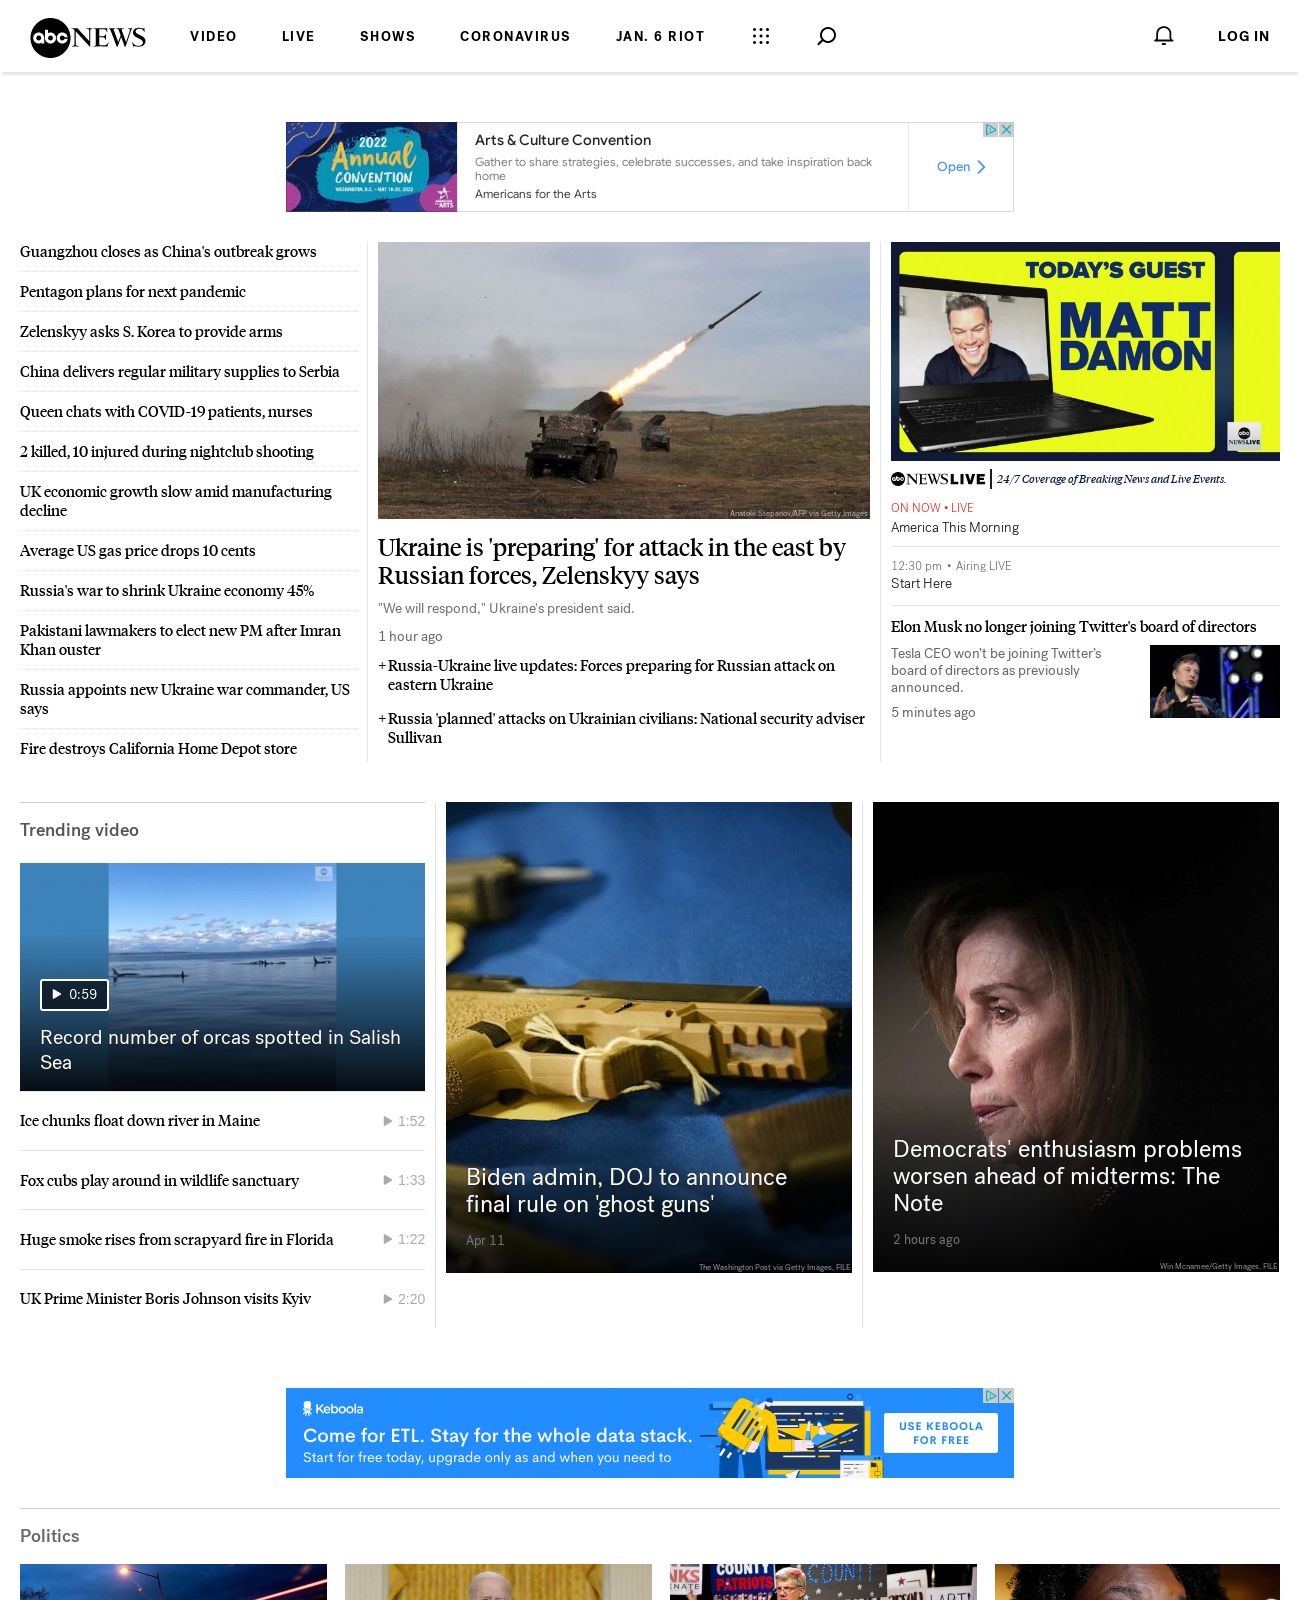 abc NEWS
VIDEO
LIVE
SHOWS
CORONAVIRUS
JAN. 6 RIOT
LOG IN
2022
Annual
CONVENTION
WASHINGTON, D.C. • MAY 18-20, 2022
AMERICANS
ARTS
Arts & Culture Convention
Gather to share strategies, celebrate successes, and take inspiration back
home
Americans for the Arts
Open
Guangzhou closes as China's outbreak grows
Pentagon plans for next pandemic
Zelenskyy asks S. Korea to provide arms
China delivers regular military supplies to Serbia
Queen chats with COVID-19 patients, nurses
2 killed, 10 injured during nightclub shooting
UK economic growth slow amid manufacturing
decline
Average US gas price drops 10 cents
Russia's war to shrink Ukraine economy 45%
Pakistani lawmakers to elect new PM after Imran
Khan ouster
Russia appoints new Ukraine war commander, US
says
Fire destroys California Home Depot store
Anatolii Stepanov/AFP via Getty Images
Ukraine is 'preparing' for attack in the east by
Russian forces, Zelenskyy says
"We will respond," Ukraine's president said.
1 hour ago
+ Russia-Ukraine live updates: Forces preparing for Russian attack on
eastern Ukraine
+ Russia 'planned' attacks on Ukrainian civilians: National security adviser
Sullivan
TODAY'S GUEST
MATT
DAMON
abc
NEWS LIVE
abc NEWS LIVE
24/7 Coverage of Breaking News and Live Events.
ON NOW • LIVE
America This Morning
12:30 pm • Airing LIVE
Start Here
Elon Musk no longer joining Twitter's board of directors
Tesla CEO won't be joining Twitter's
board of directors as previously
announced.
5 minutes ago
Trending video
0:59
Record number of orcas spotted in Salish
Sea
Ice chunks float down river in Maine 1:52
Fox cubs play around in wildlife sanctuary 1:33
Huge smoke rises from scrapyard fire in Florida 1:22
UK Prime Minister Boris Johnson visits Kyiv 2:20
Biden admin, DOJ to announce
final rule on 'ghost guns'
Apr 11
The Washington Post via Getty Images, FILE
Democrats' enthusiasm problems
worsen ahead of midterms: The
Note
2 hours ago
Win Mcnamee/Getty Images, FILE
Keboola
Come for ETL. Stay for the whole data stack.
Start for free today, upgrade only as and when you need to
USE KEBOOLA
FOR FREE
Politics
COUNTY
PATRIOTS
COUNTY